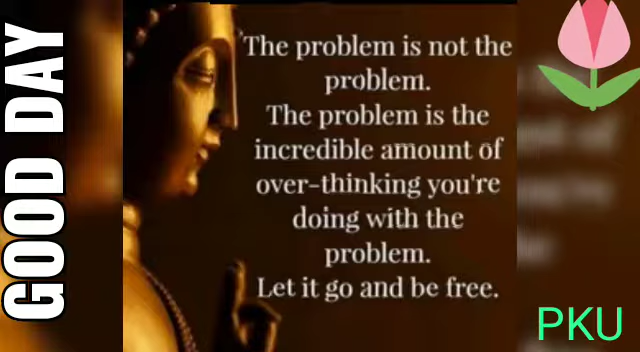 GOOD DAY
The problem is not the
problem.
The problem is the
incredible amount of
over-thinking you're
doing with the
problem.
Let it go and be free.
PKU